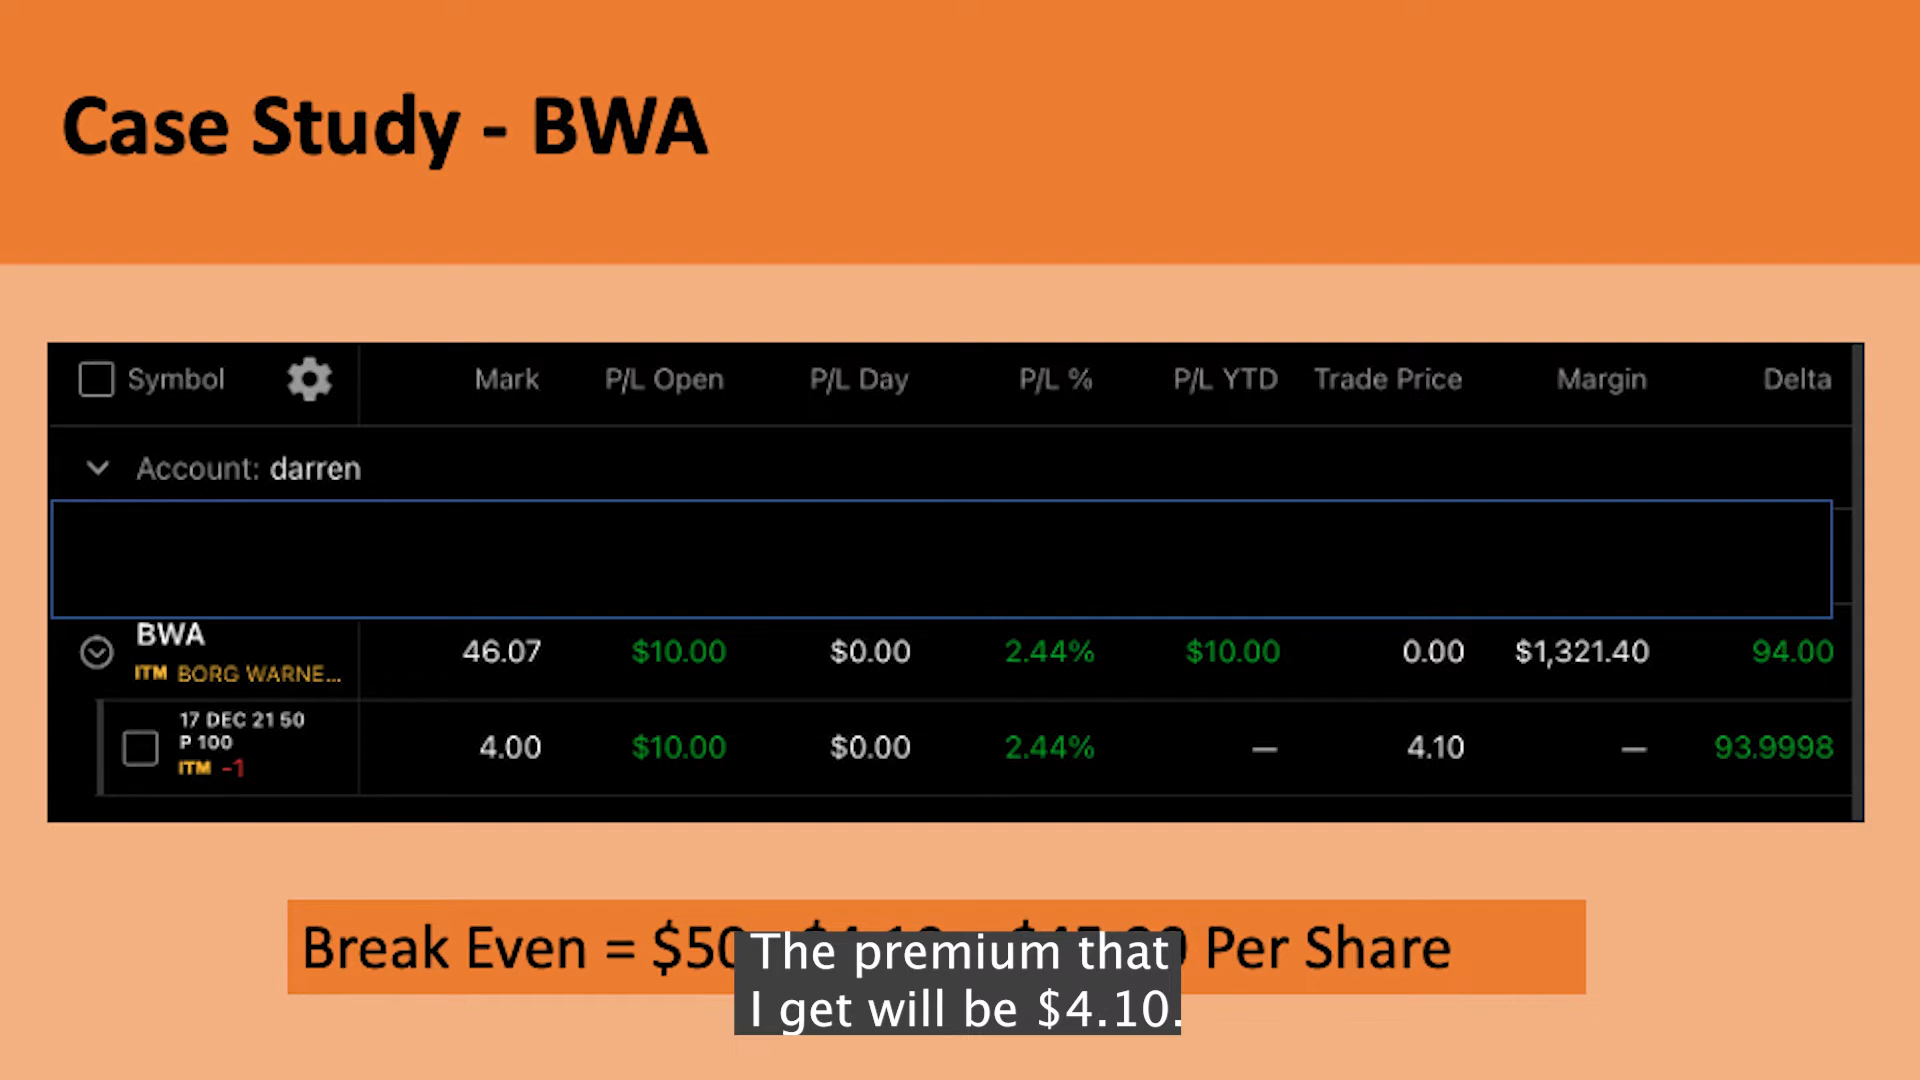 Case Study - BWA
Symbol Mark P/L Open P/L Day P/L % P/L YTD Trade Price Margin Delta
Account: darren
BWA
ITM BORG WARNE... 46.07 $10.00 $0.00 2.44% $10.00 0.00 $1,321.40 94.00
17 DEC 21 50
P 100 4.00 $10.00 $0.00 2.44% — 4.10 — 93.9998
ITM -1
Break Even = $50 Per Share
The premium that
I get will be $4.10.